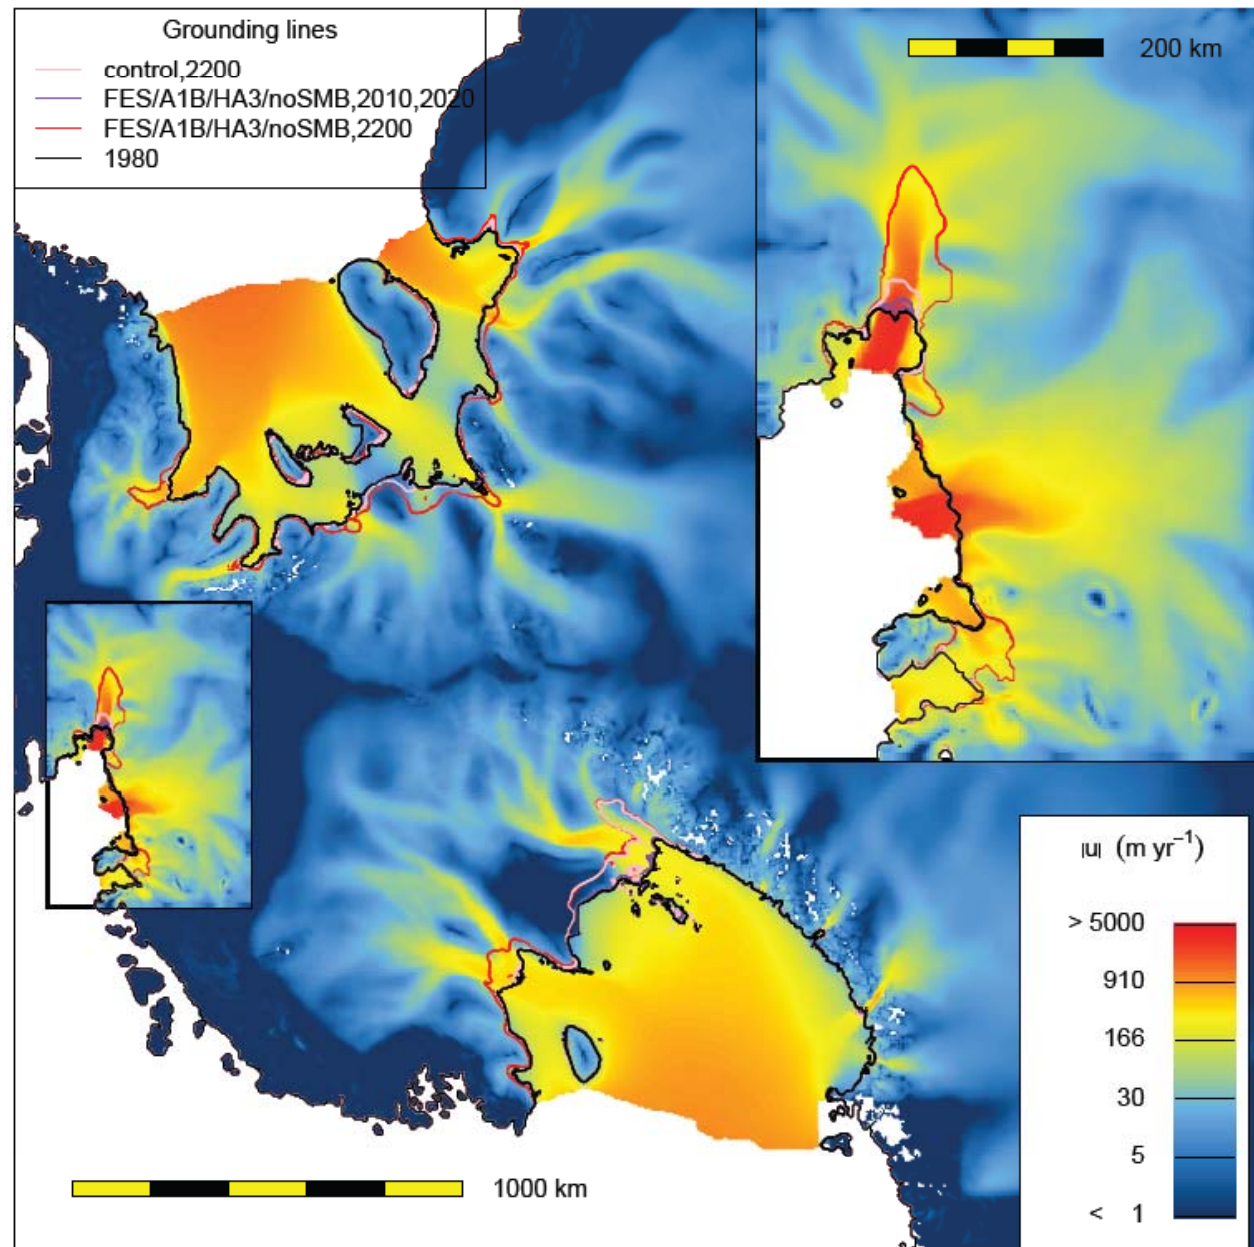 Grounding lines
control,2200
FES/A1B/HA3/noSMB,2010,2020
FES/A1B/HA3/noSMB,2200
1980
200 km
|u| (m yr⁻¹)
> 5000
910
166
30
5
< 1
1000 km